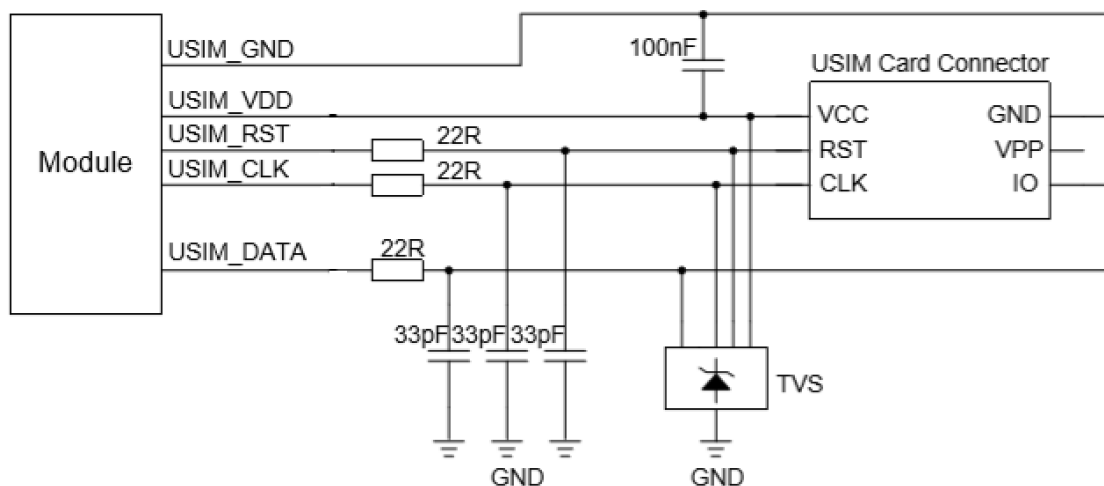 USIM_GND
100nF
USIM Card Connector
USIM_VDD
VCC
GND
USIM_RST
22R
RST
VPP
Module
USIM_CLK
22R
CLK
IO
USIM_DATA
22R
33pF 33pF 33pF
TVS
GND
GND